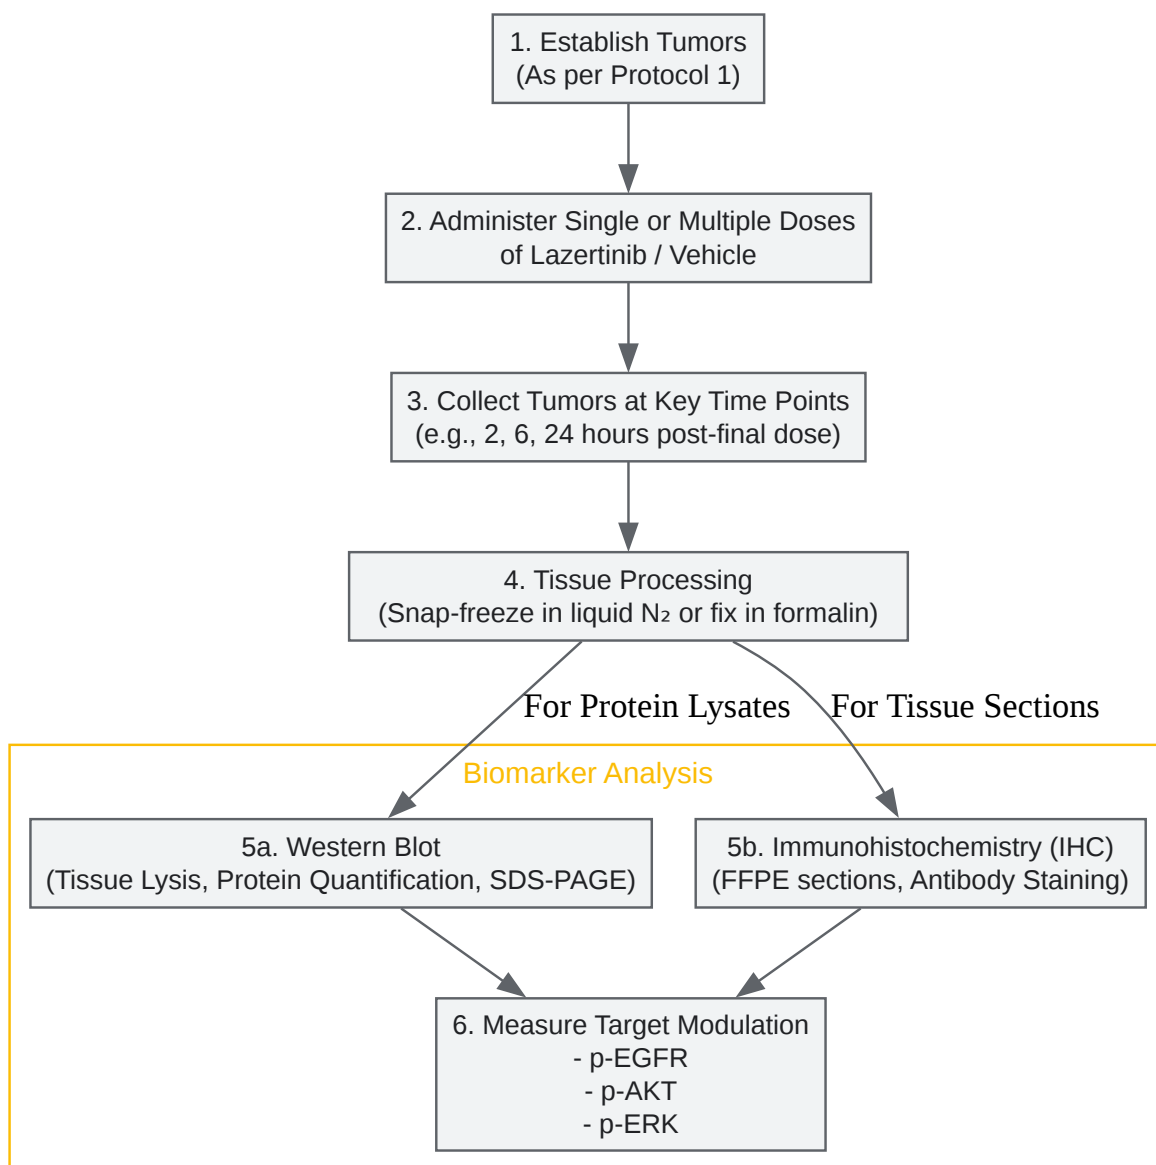 1. Establish Tumors
(As per Protocol 1)
2. Administer Single or Multiple Doses
of Lazertinib / Vehicle
3. Collect Tumors at Key Time Points
(e.g., 2, 6, 24 hours post-final dose)
4. Tissue Processing
(Snap-freeze in liquid N₂ or fix in formalin)
For Protein Lysates
For Tissue Sections
Biomarker Analysis
5a. Western Blot
(Tissue Lysis, Protein Quantification, SDS-PAGE)
5b. Immunohistochemistry (IHC)
(FFPE sections, Antibody Staining)
6. Measure Target Modulation
- p-EGFR
- p-AKT
- p-ERK